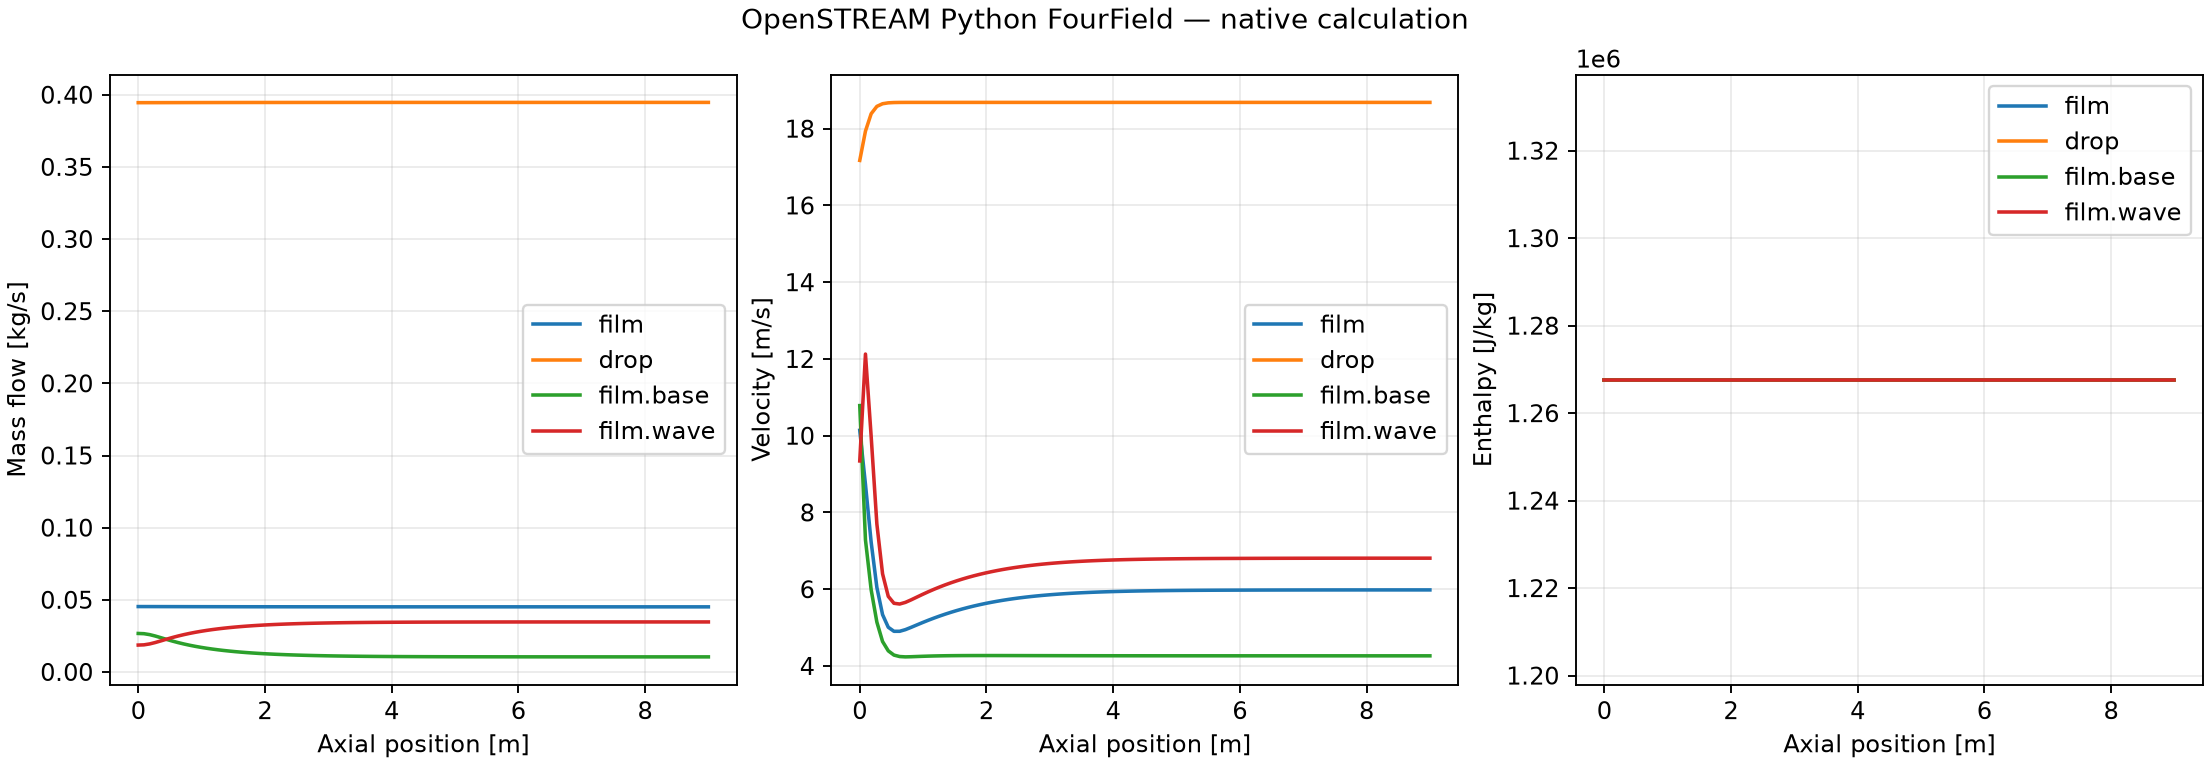 OpenSTREAM Python FourField — native calculation
Mass flow [kg/s]
0.40
0.35
0.30
0.25
0.20
0.15
0.10
0.05
0.00
film
drop
film.base
film.wave
0 2 4 6 8
Axial position [m]
Velocity [m/s]
18
16
14
12
10
8
6
4
film
drop
film.base
film.wave
0 2 4 6 8
Axial position [m]
1e6
Enthalpy [J/kg]
1.32
1.30
1.28
1.26
1.24
1.22
1.20
film
drop
film.base
film.wave
0 2 4 6 8
Axial position [m]